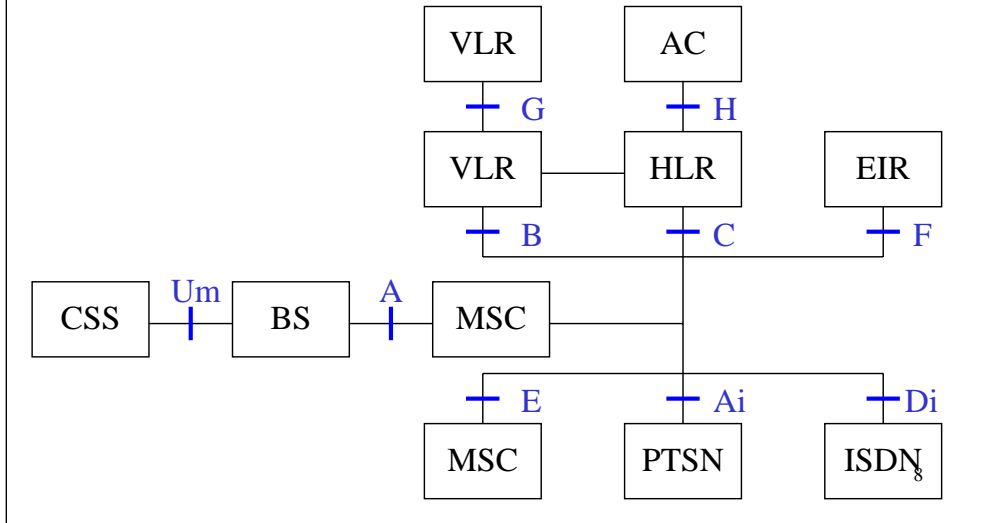 VLR AC
G H
VLR HLR EIR
B C F
Um A
CSS BS MSC
E Ai Di
MSC PTSN ISDN
8